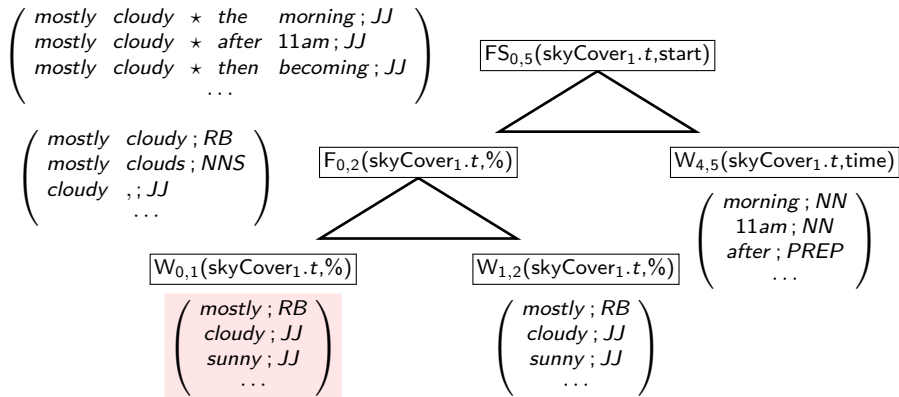 mostly cloudy ⋆ the morning ; JJ
mostly cloudy ⋆ after 11am ; JJ
mostly cloudy ⋆ then becoming ; JJ
...
FS0,5(skyCover1.t,start)
mostly cloudy ; RB
mostly clouds ; NNS
cloudy , ; JJ
...
F0,2(skyCover1.t,%)
W4,5(skyCover1.t,time)
morning ; NN
11am ; NN
after ; PREP
...
W0,1(skyCover1.t,%)
W1,2(skyCover1.t,%)
mostly ; RB
cloudy ; JJ
sunny ; JJ
...
mostly ; RB
cloudy ; JJ
sunny ; JJ
...